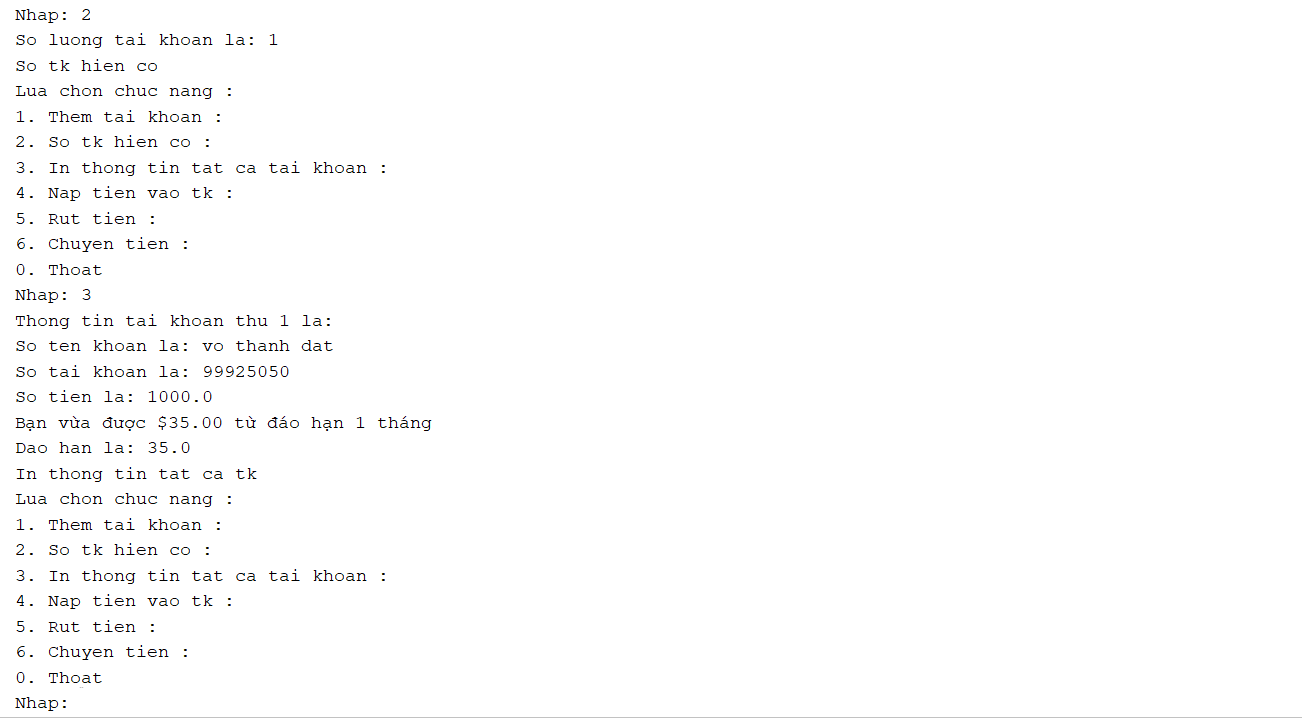 Nhap: 2
So luong tai khoan la: 1
So tk hien co
Lua chon chuc nang :
1. Them tai khoan :
2. So tk hien co :
3. In thong tin tat ca tai khoan :
4. Nap tien vao tk :
5. Rut tien :
6. Chuyen tien :
0. Thoat
Nhap: 3
Thong tin tai khoan thu 1 la:
So ten khoan la: vo thanh dat
So tai khoan la: 99925050
So tien la: 1000.0
Bạn vừa được $35.00 từ đáo hạn 1 tháng
Dao han la: 35.0
In thong tin tat ca tk
Lua chon chuc nang :
1. Them tai khoan :
2. So tk hien co :
3. In thong tin tat ca tai khoan :
4. Nap tien vao tk :
5. Rut tien :
6. Chuyen tien :
0. Thoat
Nhap: